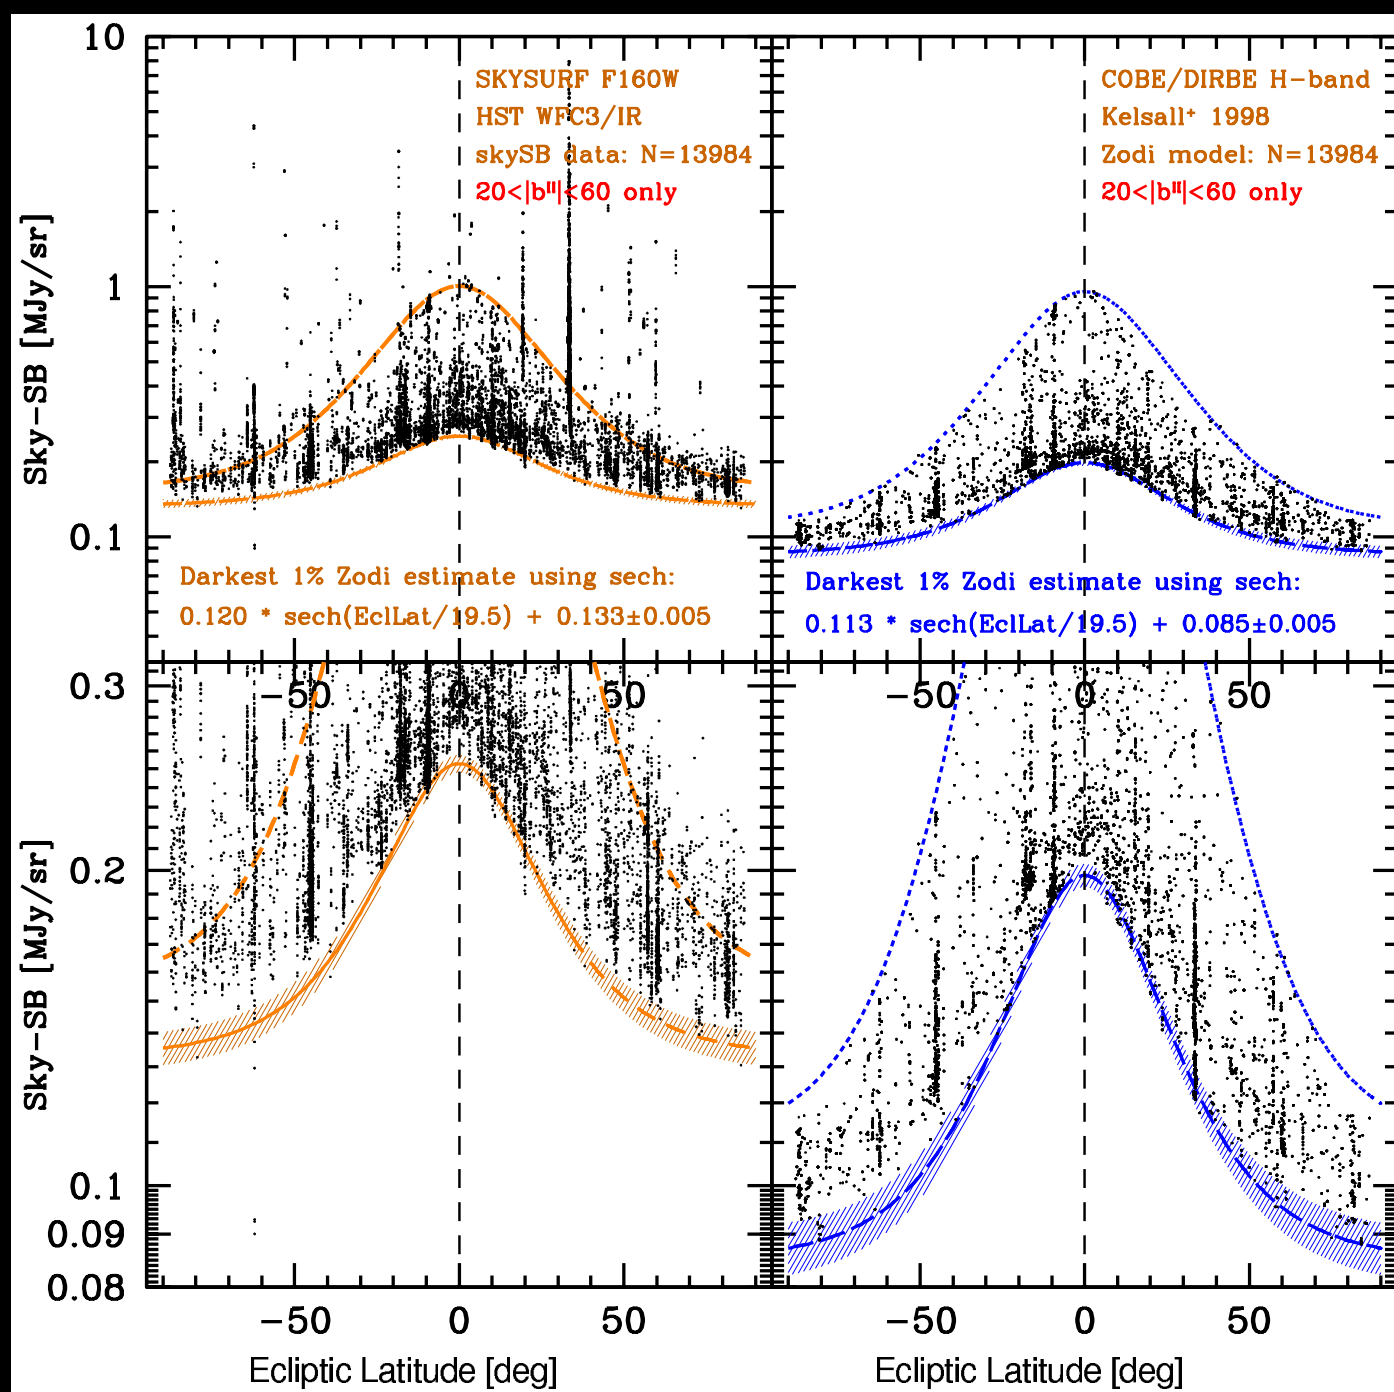 10
1
0.1
Sky-SB [MJy/sr]
SKYSURF F160W
HST WFC3/IR
skySB data: N=13984
20<|bᴵᴵ|<60 only
Darkest 1% Zodi estimate using sech:
0.120 * sech(EclLat/19.5) + 0.133±0.005
COBE/DIRBE H-band
Kelsall⁺ 1998
Zodi model: N=13984
20<|bᴵᴵ|<60 only
Darkest 1% Zodi estimate using sech:
0.113 * sech(EclLat/19.5) + 0.085±0.005
-50 0 50
-50 0 50
0.3
0.2
0.1
0.09
0.08
Sky-SB [MJy/sr]
-50 0 50
-50 0 50
Ecliptic Latitude [deg]
Ecliptic Latitude [deg]